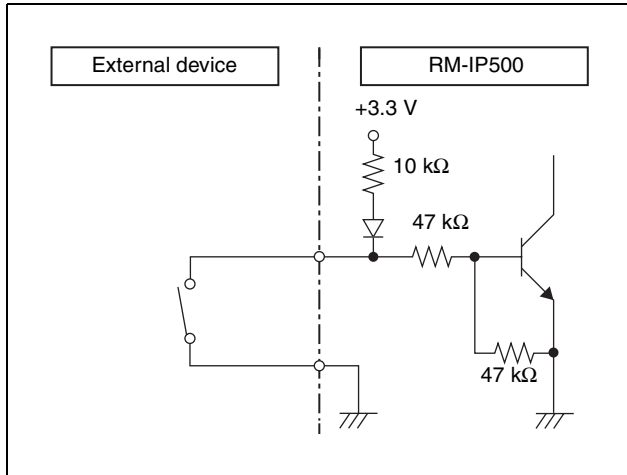 External device
RM-IP500
+3.3 V
10 kΩ
47 kΩ
47 kΩ